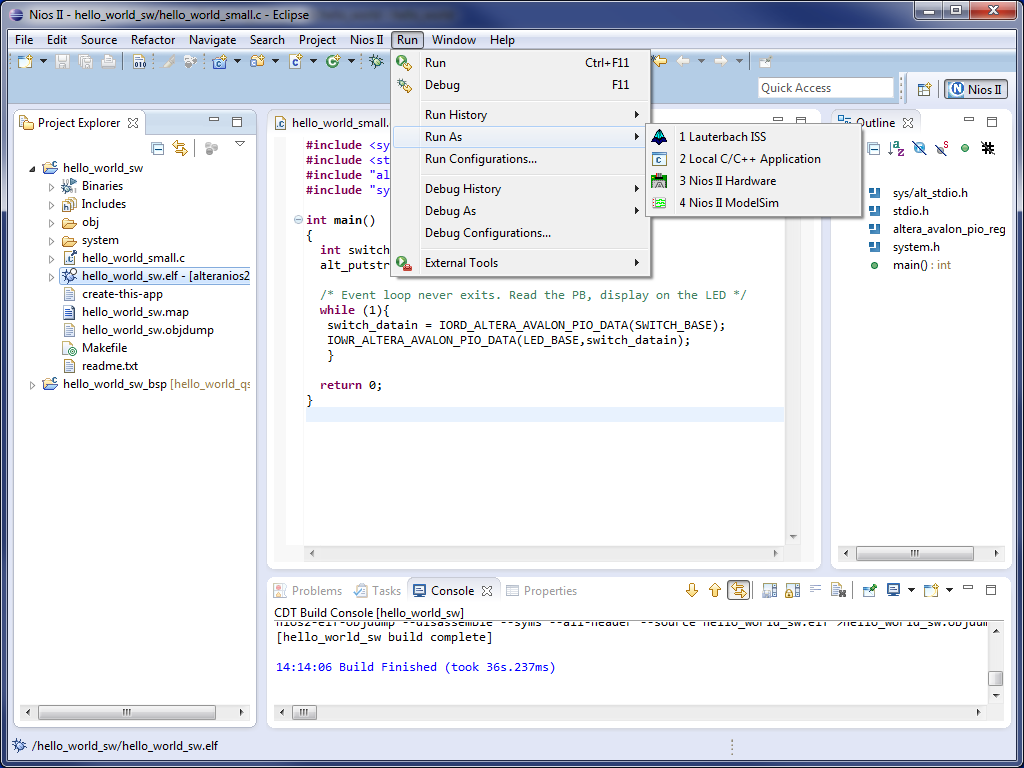 Nios II - hello_world_sw/hello_world_small.c - Eclipse
File Edit Source Refactor Navigate Search Project Nios II Run Window Help
Quick Access
Nios II
Run Ctrl+F11
Debug F11
Run History
Run As
Run Configurations...
Debug History
Debug As
Debug Configurations...
External Tools
1 Lauterbach ISS
2 Local C/C++ Application
3 Nios II Hardware
4 Nios II ModelSim
Project Explorer
hello_world_sw
Binaries
Includes
obj
system
hello_world_small.c
hello_world_sw.elf - [alteranios2
create-this-app
hello_world_sw.map
hello_world_sw.objdump
Makefile
readme.txt
hello_world_sw_bsp [hello_world_qs
hello_world_small.
#include <sy
#include <st
#include "al
#include "sy
int main()
{
int switch
alt_putstr
/* Event loop never exits. Read the PB, display on the LED */
while (1){
switch_datain = IORD_ALTERA_AVALON_PIO_DATA(SWITCH_BASE);
IOWR_ALTERA_AVALON_PIO_DATA(LED_BASE,switch_datain);
}
return 0;
}
Outline
sys/alt_stdio.h
stdio.h
altera_avalon_pio_reg
system.h
main() : int
Problems Tasks Console Properties
CDT Build Console [hello_world_sw]
nios2-elf-objdump --disassemble --syms --all-header --source hello_world_sw.elf >hello_world_sw.objdum
[hello_world_sw build complete]
14:14:06 Build Finished (took 36s.237ms)
/hello_world_sw/hello_world_sw.elf